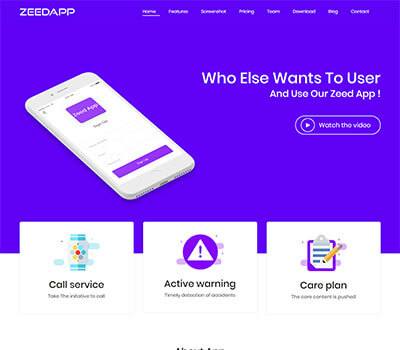 ZEEDAPP
Home Features Screenshot Pricing Team Download Blog Contact
Who Else Wants To User
And Use Our Zeed App !
Watch the video
Zeed App
Sign Up
Sign Up
Call service
Take The initative to call
Active warning
Timely detection of accidents
Care plan
The care content is pushed
About App